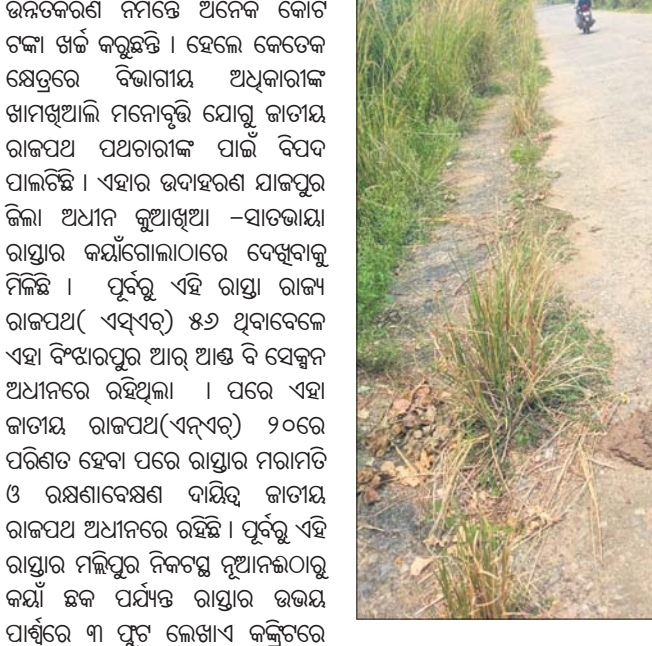 ଉନ୍ନତକରଣ ନିମନ୍ତେ ଅନେକ କୋଟି
ଟଙ୍କା ଖର୍ଚ୍ଚ କରୁଛନ୍ତି । ହେଲେ କେତେକ
କ୍ଷେତ୍ରରେ ବିଭାଗୀୟ ଅଧିକାରୀଙ୍କ
ଖାମଖିଆଲି ମନୋବୃତ୍ତି ଯୋଗୁ ଜାତୀୟ
ରାଜପଥ ପଥଚାରୀଙ୍କ ପାଇଁ ବିପଦ
ପାଲଟିଛି । ଏହାର ଉଦାହରଣ ଯାଜପୁର
ଜିଲା ଅଧୀନ କୁଆଖିଆ –ସାତଭାୟା
ରାସ୍ତାର କୟାଁଗୋଲାଠାରେ ଦେଖିବାକୁ
ମିଳିଛି । ପୂର୍ବରୁ ଏହି ରାସ୍ତା ରାଜ୍ୟ
ରାଜପଥ( ଏସ୍‌ଏଚ୍‌) ୫୬ ଥିବାବେଳେ
ଏହା ବିଂଝାରପୁର ଆର୍‌ ଆଣ୍ଡ ବି ସେକ୍ସନ
ଅଧୀନରେ ରହିଥିଲା । ପରେ ଏହା
ଜାତୀୟ ରାଜପଥ(ଏନ୍‌ଏଚ୍‌) ୨୦ରେ
ପରିଣତ ହେବା ପରେ ରାସ୍ତାର ମରାମତି
ଓ ରକ୍ଷଣାବେକ୍ଷଣ ଦାୟିତ୍ୱ ଜାତୀୟ
ରାଜପଥ ଅଧୀନରେ ରହିଛି । ପୂର୍ବରୁ ଏହି
ରାସ୍ତାର ମଲ୍ଲିପୁର ନିକଟସ୍ଥ ନୂଆନଈଠାରୁ
କୟାଁ ଛକ ପର୍ଯ୍ୟନ୍ତ ରାସ୍ତାର ଉଭୟ
ପାର୍ଶ୍ୱରେ ୩ ଫୁଟ ଲେଖାଏ କଙ୍କ୍ରିଟରେ